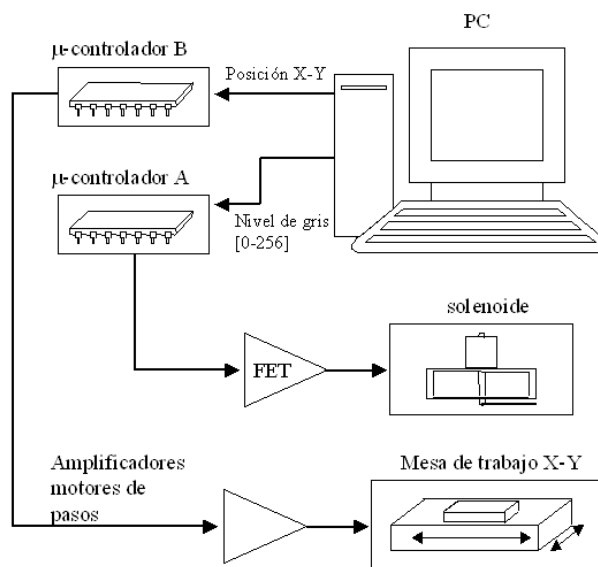 PC
μ-controlador B
Posición X-Y
μ-controlador A
Nivel de gris
[0-256]
solenoide
FET
Amplificadores
motores de
pasos
Mesa de trabajo X-Y